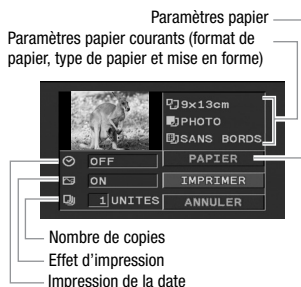 Paramètres papier
Paramètres papier courants (format de
papier, type de papier et mise en forme)
9x13cm
PHOTO
SANS BORDS
OFF
PAPIER
ON
IMPRIMER
1 UNITES
ANNULER
Nombre de copies
Effet d'impression
Impression de la date